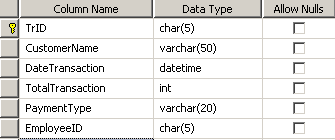 Column Name Data Type Allow Nulls
TrID char(5)
CustomerName varchar(50)
DateTransaction datetime
TotalTransaction int
PaymentType varchar(20)
EmployeeID char(5)